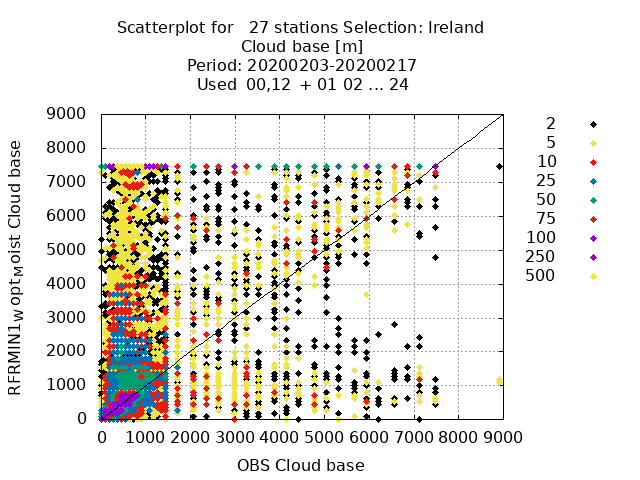 Scatterplot for 27 stations Selection: Ireland
Cloud base [m]
Period: 20200203-20200217
Used 00,12 + 01 02 ... 24
9000
8000
7000
6000
5000
4000
3000
2000
1000
0
RFRMIN1WoptMoist Cloud base
0 1000 2000 3000 4000 5000 6000 7000 8000 9000
OBS Cloud base
2
5
10
25
50
75
100
250
500